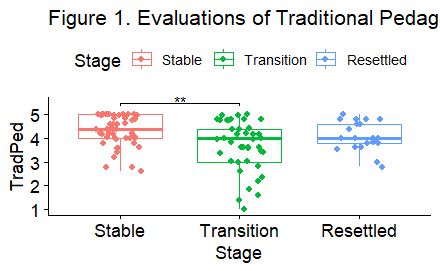 Figure 1. Evaluations of Traditional Pedag
Stage Stable Transition Resettled
**
TradPed
5
4
3
2
1
Stable Transition Resettled
Stage